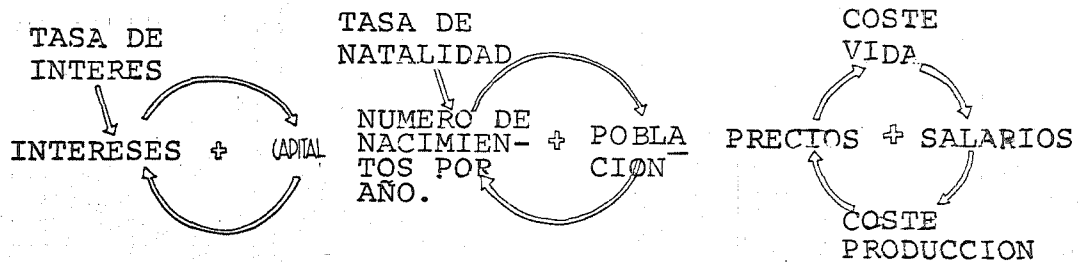 TASA DE
INTERES
INTERESES + CAPITAL
TASA DE
NATALIDAD
NUMERO DE
NACIMIEN-
TOS POR
AÑO.
+
POBLA
CION
COSTE
VIDA
PRECIOS + SALARIOS
COSTE
PRODUCCION